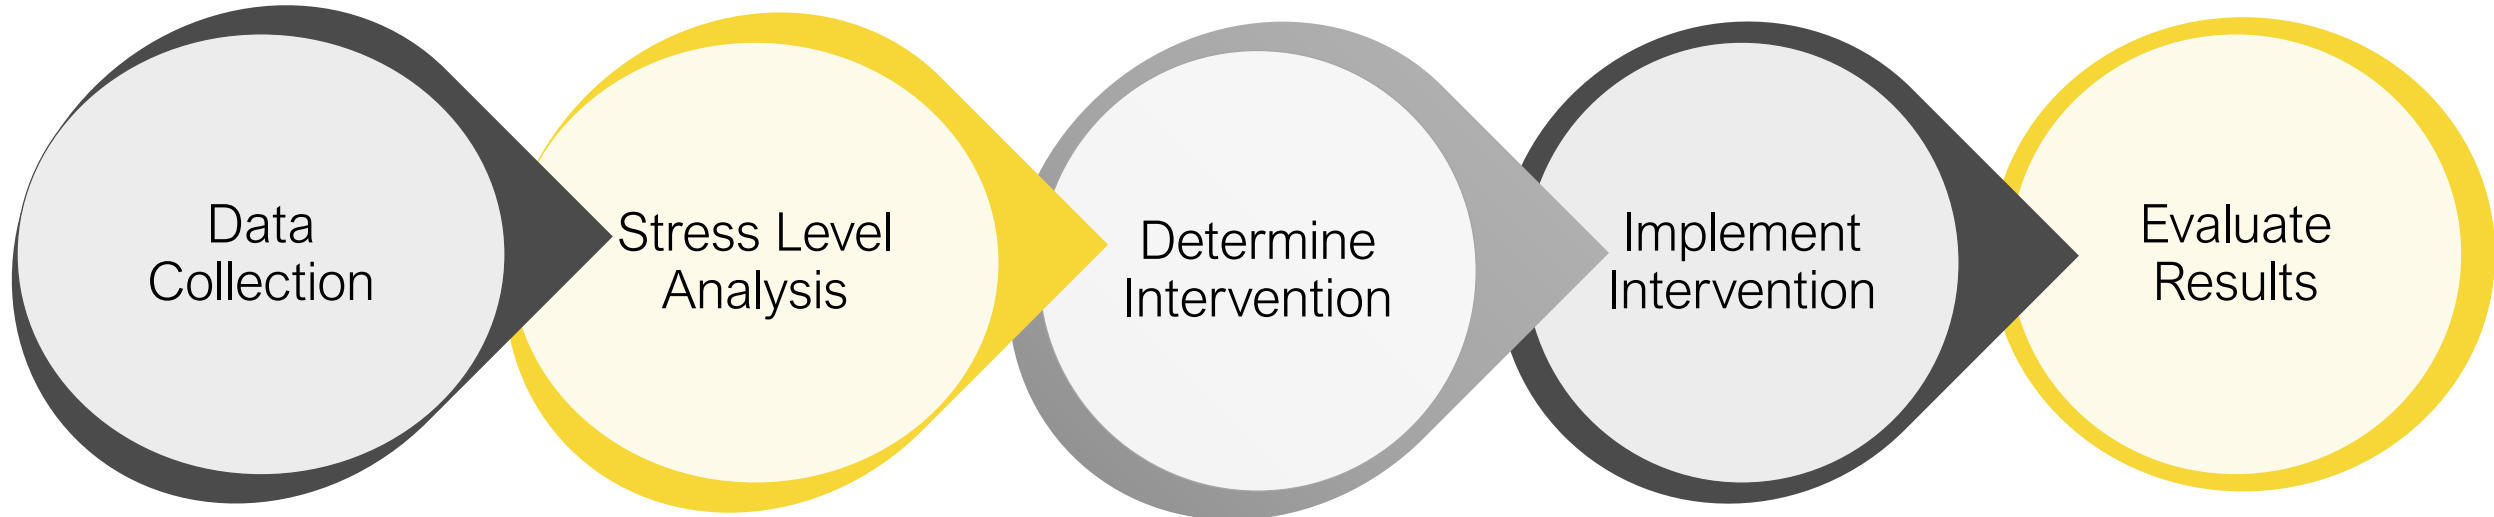 Data
Collection
Stress Level
Analysis
Determine
Intervention
Implement
Intervention
Evaluate
Results